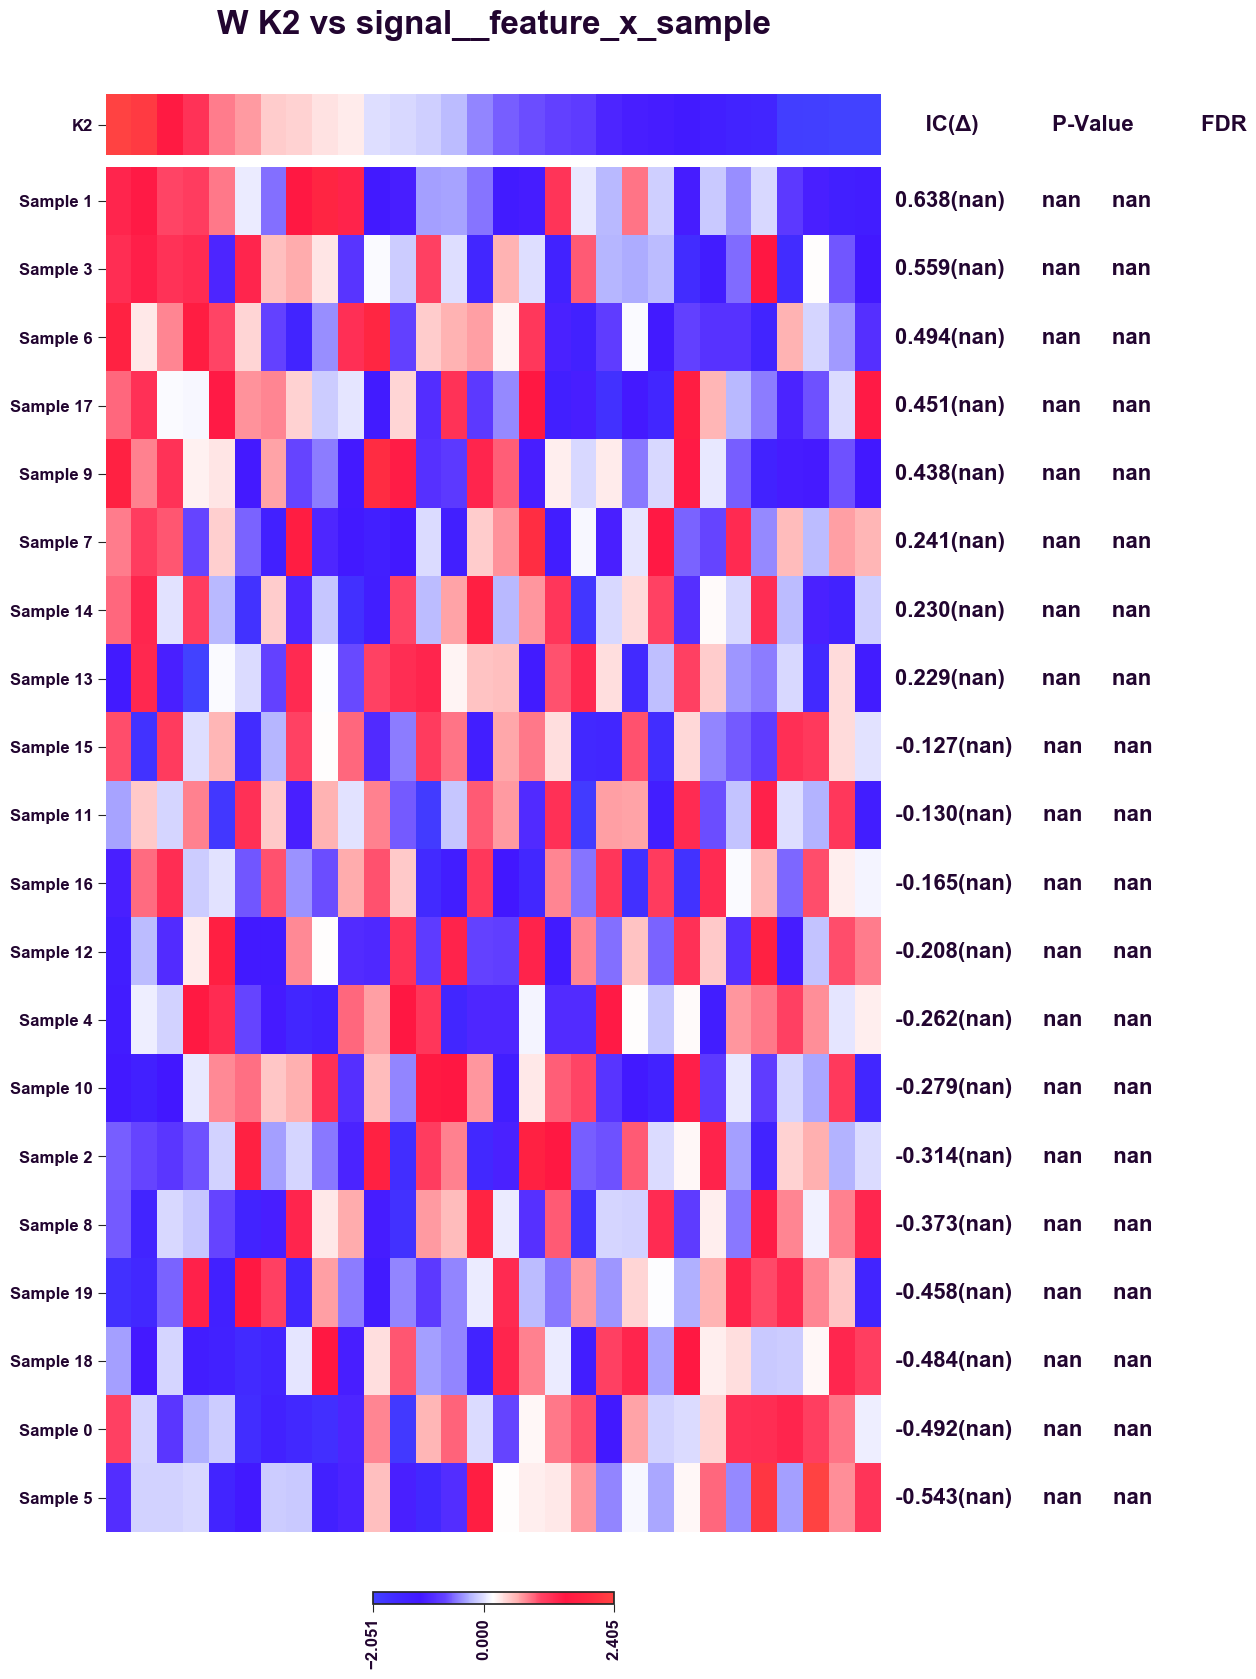 W K2 vs signal__feature_x_sample
K2 IC(Δ) P-Value FDR
Sample 1 0.638(nan) nan nan
Sample 3 0.559(nan) nan nan
Sample 6 0.494(nan) nan nan
Sample 17 0.451(nan) nan nan
Sample 9 0.438(nan) nan nan
Sample 7 0.241(nan) nan nan
Sample 14 0.230(nan) nan nan
Sample 13 0.229(nan) nan nan
Sample 15 -0.127(nan) nan nan
Sample 11 -0.130(nan) nan nan
Sample 16 -0.165(nan) nan nan
Sample 12 -0.208(nan) nan nan
Sample 4 -0.262(nan) nan nan
Sample 10 -0.279(nan) nan nan
Sample 2 -0.314(nan) nan nan
Sample 8 -0.373(nan) nan nan
Sample 19 -0.458(nan) nan nan
Sample 18 -0.484(nan) nan nan
Sample 0 -0.492(nan) nan nan
Sample 5 -0.543(nan) nan nan
−2.051 0.000 2.405